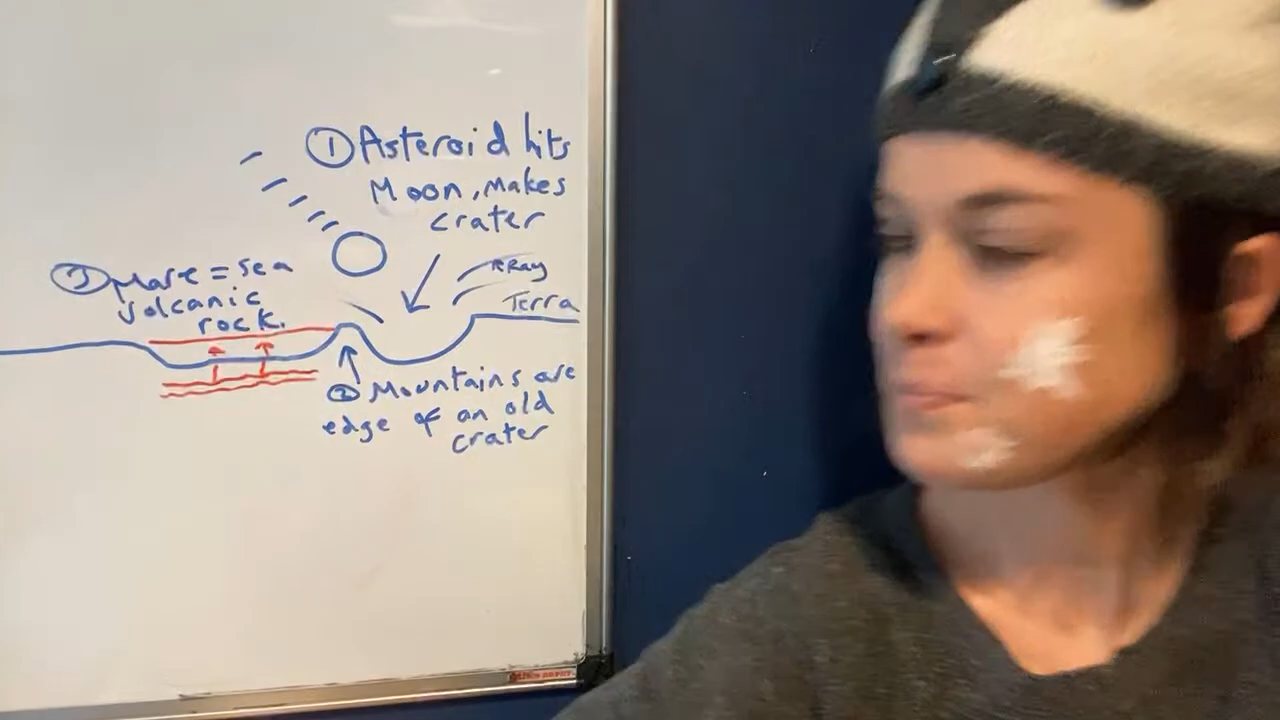 ① Asteroid hits
Moon, makes
crater
Ray
Terra
③ Mare = sea
volcanic
rock.
② Mountains are
edge of an old
crater